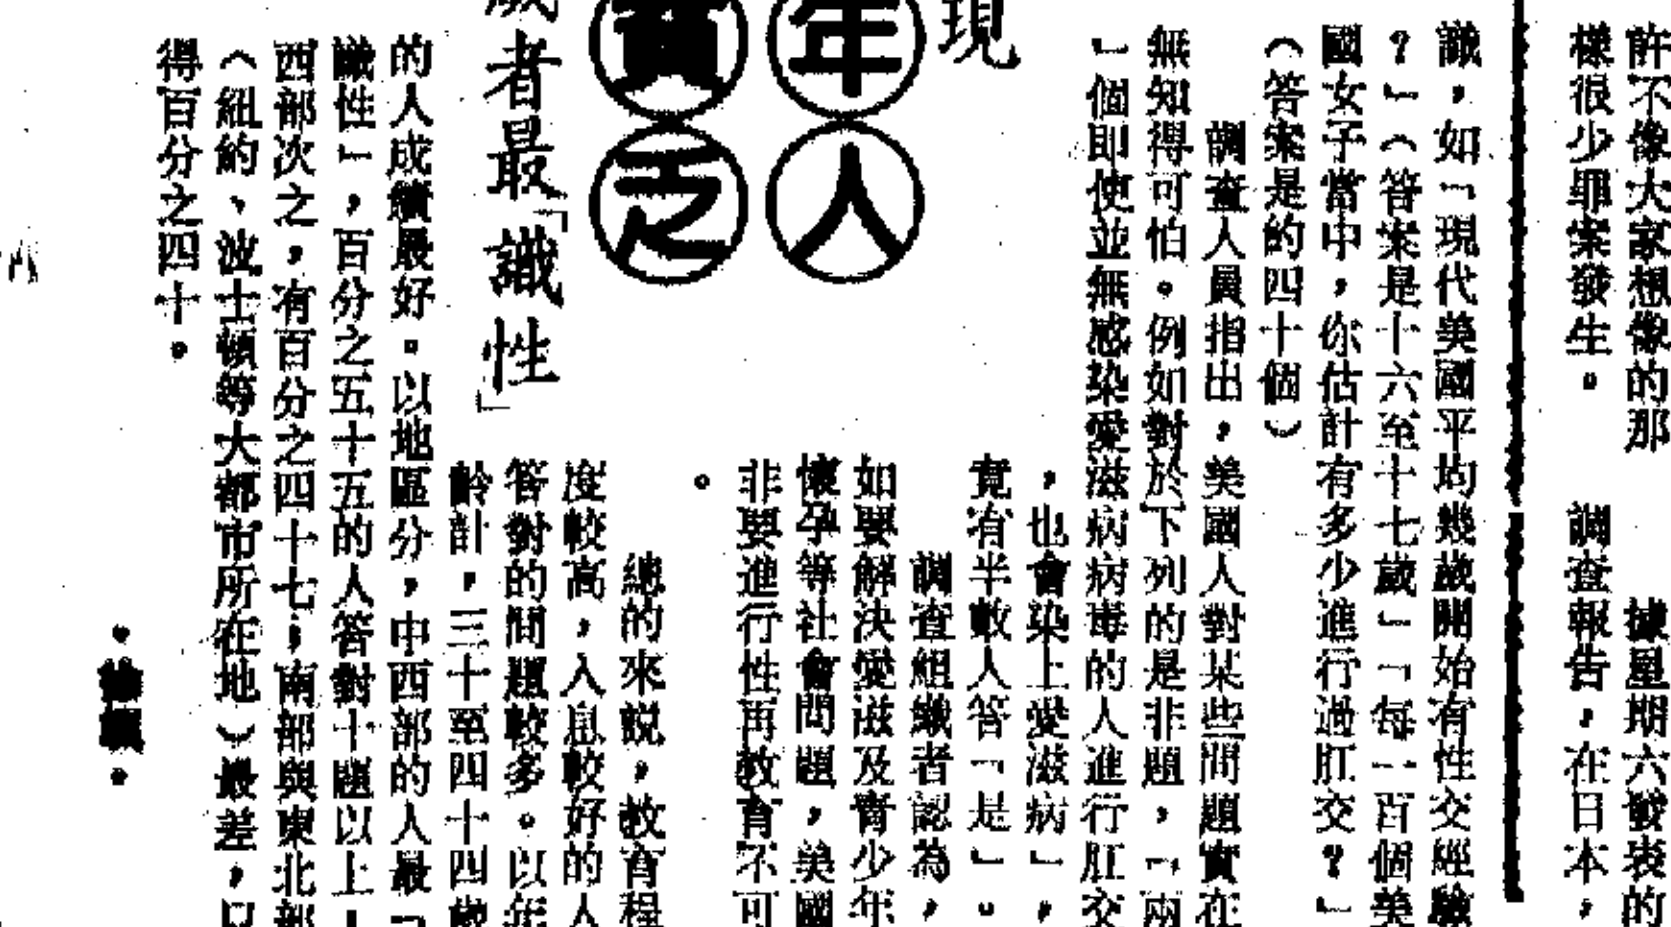 許不像大家想像的那
樣很少罪案發生。
據星期六發表的
調查報告，在日本，
識，如「現代美國平均幾歲開始有性交經驗
？」（答案是十六至十七歲）「每一百個美
國女子當中，你估計有多少進行過肛交？」
（答案是的四十個）
調查人員指出，美國人對某些問題實在
無知得可怕。例如對於下列的是非題，「兩
」個即使並無感染愛滋病病毒的人進行肛交
，也會染上愛滋病」，
竟有半數人答「是」。
調查組織者認為，
如要解決愛滋及青少年
懷孕等社會問題，美國
非要進行性再教育不可
。
現
年人
乏
者最「識性」
總的來說，教育程
度較高，入息較好的人
答對的問題較多。以年
齡計，三十至四十四歲
的人成績最好。以地區分，中西部的人最「
識性」，百分之五十五的人答對十題以上，
西部次之，有百分之四十七；南部與東北部
（紐約、波士頓等大都市所在地）最差，只
得百分之四十。